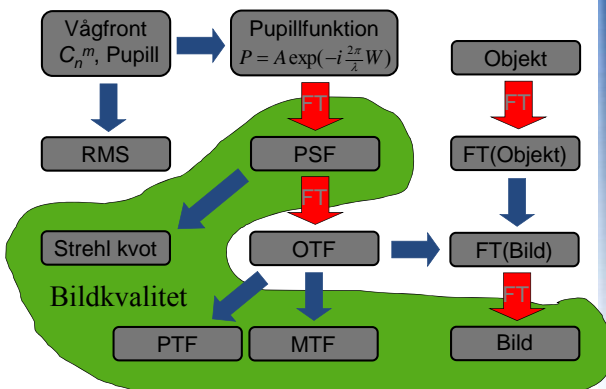 Vågfront
Cₙᵐ, Pupill
Pupillfunktion
P = A exp(−i 2π/λ W)
Objekt
FT
FT
RMS
PSF
FT(Objekt)
FT
Strehl kvot
OTF
FT(Bild)
Bildkvalitet
FT
PTF
MTF
Bild